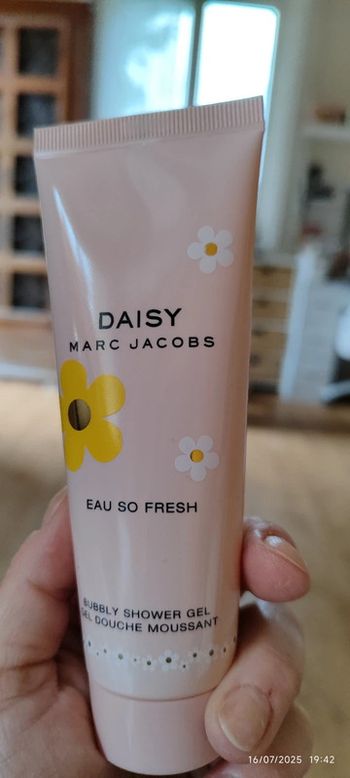 DAISY
MARC JACOBS
EAU SO FRESH
BUBBLY SHOWER GEL
GEL DOUCHE MOUSSANT
16/07/2025 19:42